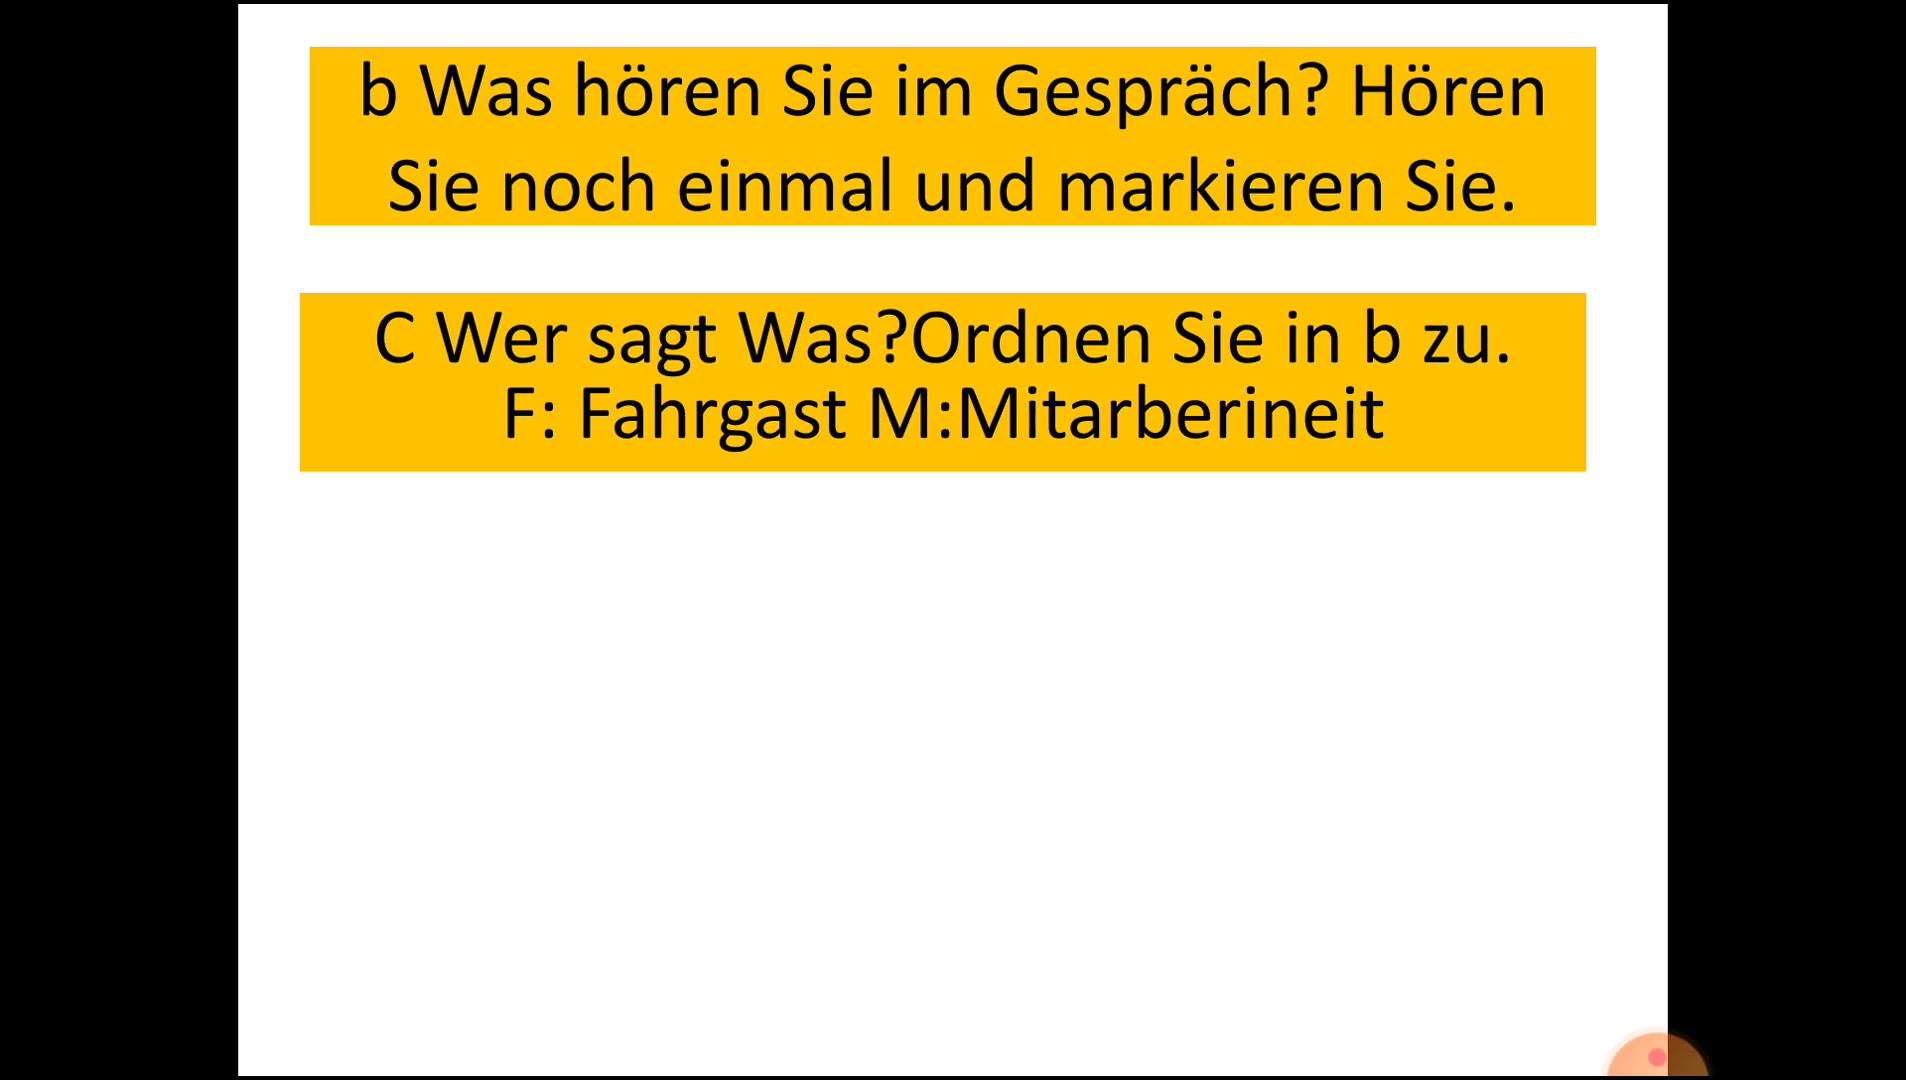 b Was hören Sie im Gespräch? Hören
Sie noch einmal und markieren Sie.
C Wer sagt Was?Ordnen Sie in b zu.
F: Fahrgast M:Mitarberineit